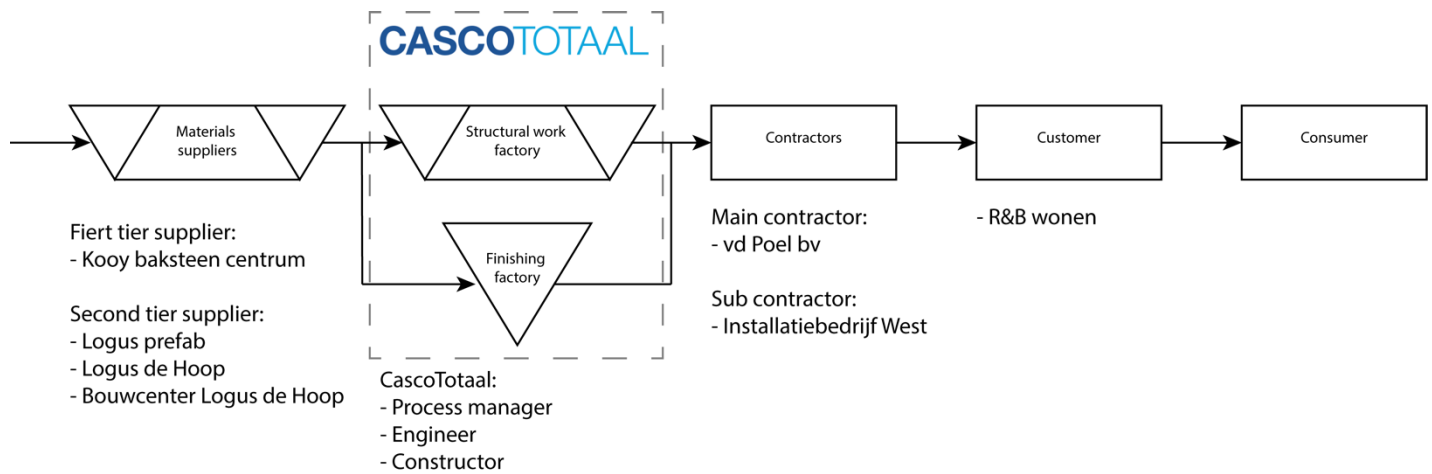 CASCOTOTAAL
Materials
suppliers
Structural work
factory
Contractors
Customer
Consumer
Finishing
factory
Fiert tier supplier:
- Kooy baksteen centrum
Second tier supplier:
- Logus prefab
- Logus de Hoop
- Bouwcenter Logus de Hoop
CascoTotaal:
- Process manager
- Engineer
- Constructor
Main contractor:
- vd Poel bv
Sub contractor:
- Installatiebedrijf West
- R&B wonen